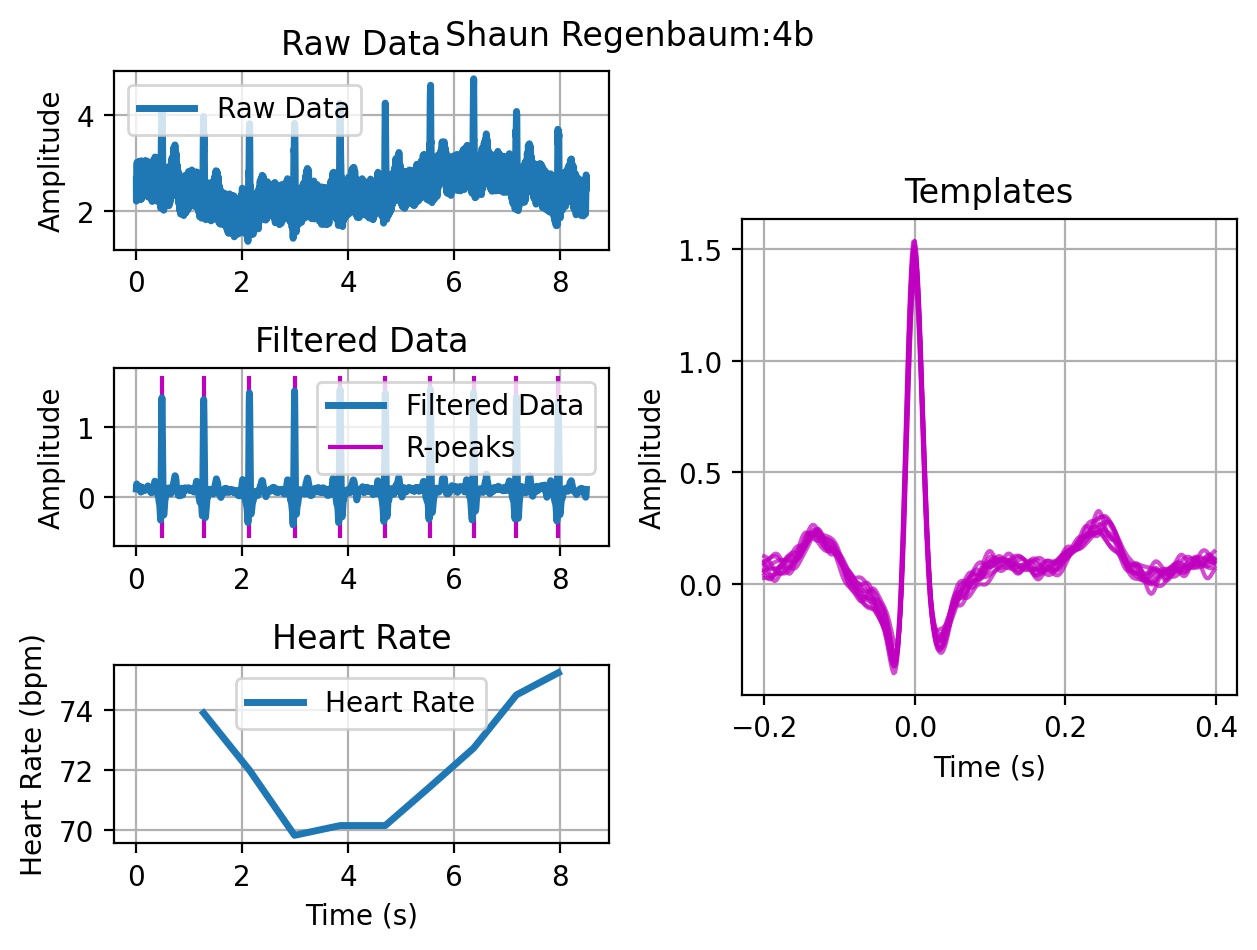 Shaun Regenbaum:4b
Raw Data
Amplitude
4
2
Raw Data
0 2 4 6 8
Filtered Data
Amplitude
1
0
Filtered Data
R-peaks
0 2 4 6 8
Heart Rate
Heart Rate (bpm)
74
72
70
Heart Rate
0 2 4 6 8
Time (s)
Templates
Amplitude
1.5
1.0
0.5
0.0
−0.2 0.0 0.2 0.4
Time (s)